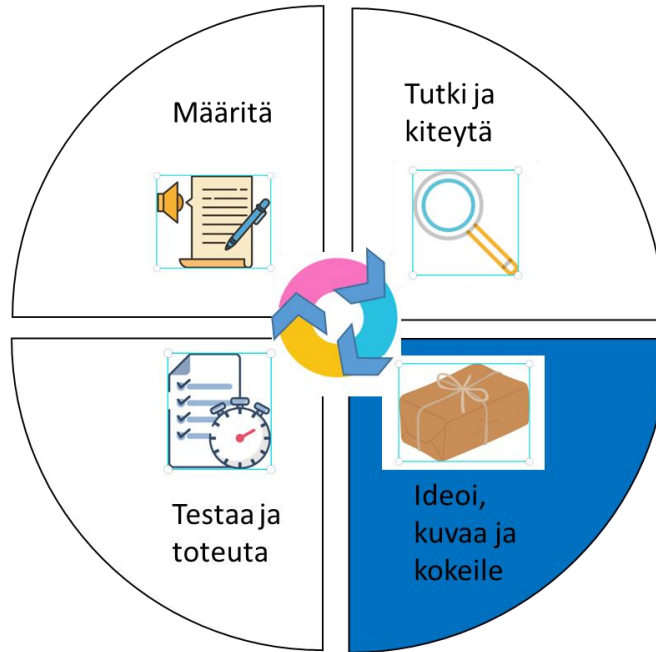 Määritä
Tutki ja
kiteytä
Testaa ja
toteuta
Ideoi,
kuvaa ja
kokeile